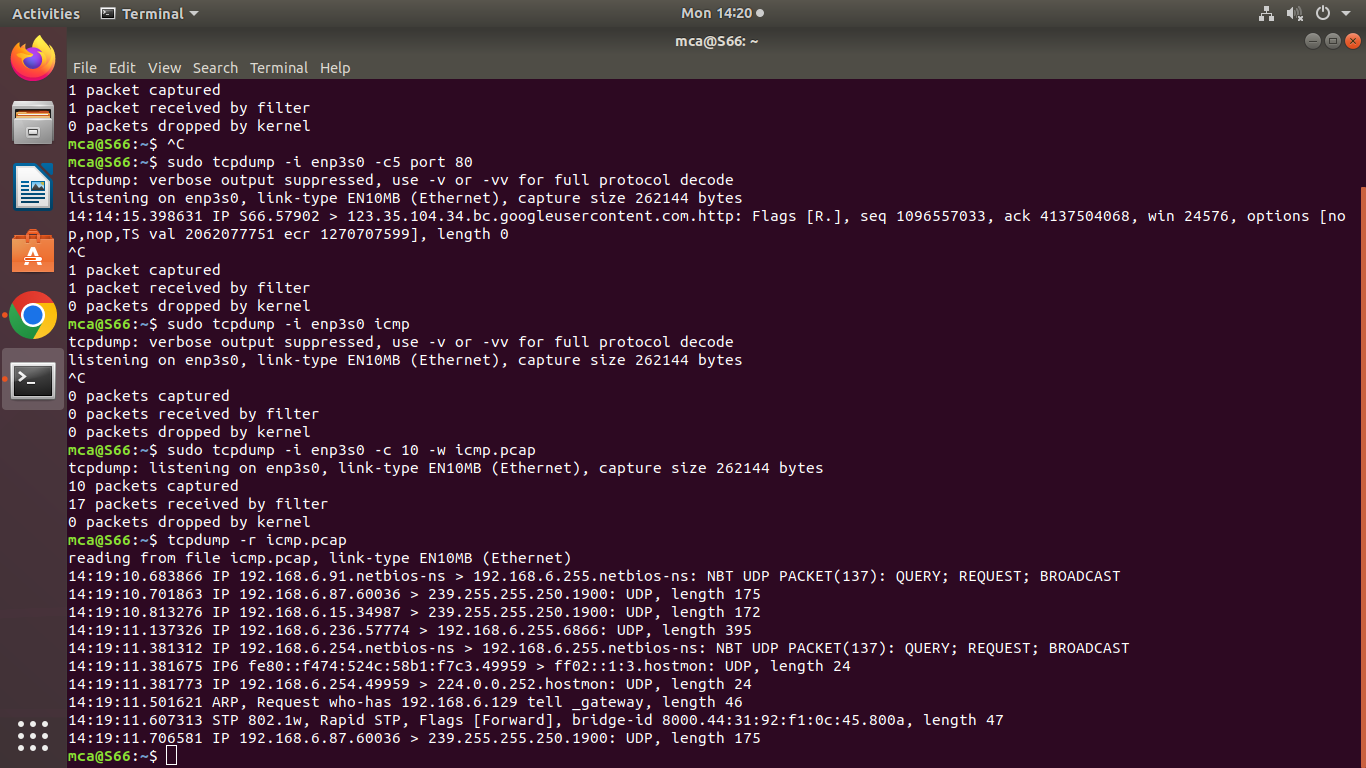 Activities
Terminal
Mon 14:20
mca@S66: ~
File Edit View Search Terminal Help
1 packet captured
1 packet received by filter
0 packets dropped by kernel
mca@S66:~$ ^C
mca@S66:~$ sudo tcpdump -i enp3s0 -c5 port 80
tcpdump: verbose output suppressed, use -v or -vv for full protocol decode
listening on enp3s0, link-type EN10MB (Ethernet), capture size 262144 bytes
14:14:15.398631 IP S66.57902 > 123.35.104.34.bc.googleusercontent.com.http: Flags [R.], seq 1096557033, ack 4137504068, win 24576, options [no
p,nop,TS val 2062077751 ecr 1270707599], length 0
^C
1 packet captured
1 packet received by filter
0 packets dropped by kernel
mca@S66:~$ sudo tcpdump -i enp3s0 icmp
tcpdump: verbose output suppressed, use -v or -vv for full protocol decode
listening on enp3s0, link-type EN10MB (Ethernet), capture size 262144 bytes
^C
0 packets captured
0 packets received by filter
0 packets dropped by kernel
mca@S66:~$ sudo tcpdump -i enp3s0 -c 10 -w icmp.pcap
tcpdump: listening on enp3s0, link-type EN10MB (Ethernet), capture size 262144 bytes
10 packets captured
17 packets received by filter
0 packets dropped by kernel
mca@S66:~$ tcpdump -r icmp.pcap
reading from file icmp.pcap, link-type EN10MB (Ethernet)
14:19:10.683866 IP 192.168.6.91.netbios-ns > 192.168.6.255.netbios-ns: NBT UDP PACKET(137): QUERY; REQUEST; BROADCAST
14:19:10.701863 IP 192.168.6.87.60036 > 239.255.255.250.1900: UDP, length 175
14:19:10.813276 IP 192.168.6.15.34987 > 239.255.255.250.1900: UDP, length 172
14:19:11.137326 IP 192.168.6.236.57774 > 192.168.6.255.6866: UDP, length 395
14:19:11.381312 IP 192.168.6.254.netbios-ns > 192.168.6.255.netbios-ns: NBT UDP PACKET(137): QUERY; REQUEST; BROADCAST
14:19:11.381675 IP6 fe80::f474:524c:58b1:f7c3.49959 > ff02::1:3.hostmon: UDP, length 24
14:19:11.381773 IP 192.168.6.254.49959 > 224.0.0.252.hostmon: UDP, length 24
14:19:11.501621 ARP, Request who-has 192.168.6.129 tell _gateway, length 46
14:19:11.607313 STP 802.1w, Rapid STP, Flags [Forward], bridge-id 8000.44:31:92:f1:0c:45.800a, length 47
14:19:11.706581 IP 192.168.6.87.60036 > 239.255.255.250.1900: UDP, length 175
mca@S66:~$